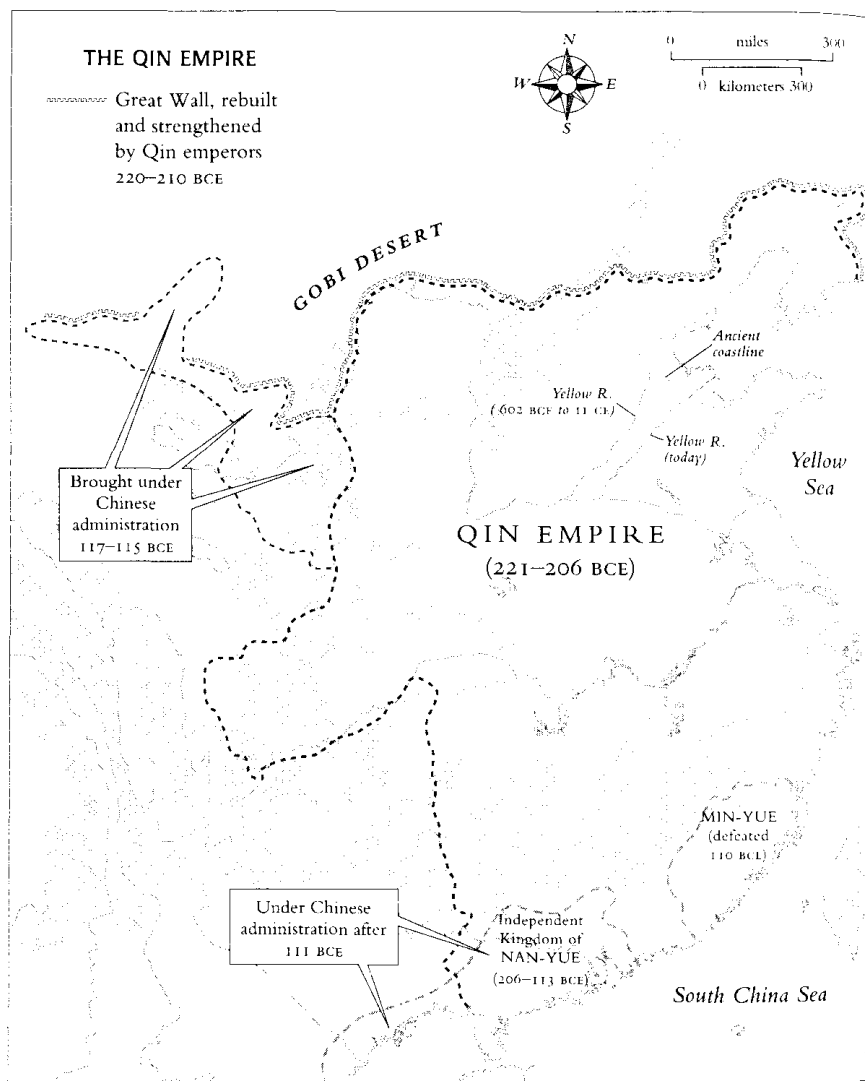 THE QIN EMPIRE
Great Wall, rebuilt
and strengthened
by Qin emperors
220–210 BCE
N
W
E
S
0 miles 300
0 kilometers 300
GOBI DESERT
Ancient
coastline
Yellow R.
(602 BCE to 11 CE)
Yellow R.
(today)
Yellow
Sea
Brought under
Chinese
administration
117–115 BCE
QIN EMPIRE
(221–206 BCE)
MIN-YUE
(defeated
110 BCE)
Under Chinese
administration after
111 BCE
Independent
Kingdom of
NAN-YUE
(206–113 BCE)
South China Sea